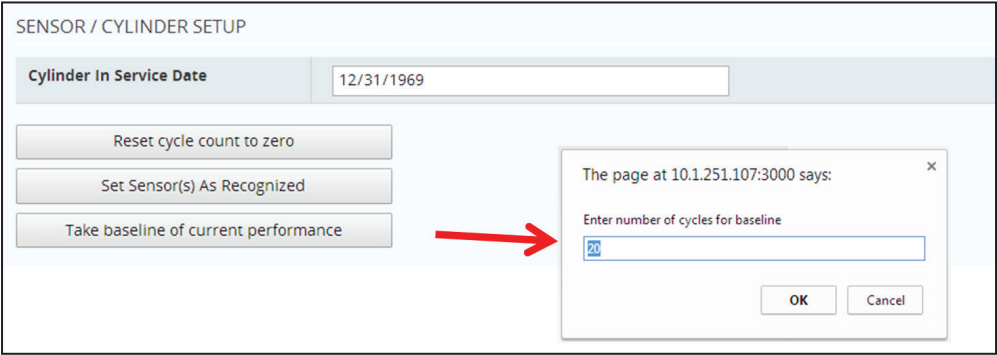 SENSOR / CYLINDER SETUP
Cylinder In Service Date
12/31/1969
Reset cycle count to zero
Set Sensor(s) As Recognized
Take baseline of current performance
The page at 10.1.251.107:3000 says:
×
Enter number of cycles for baseline
20
OK
Cancel